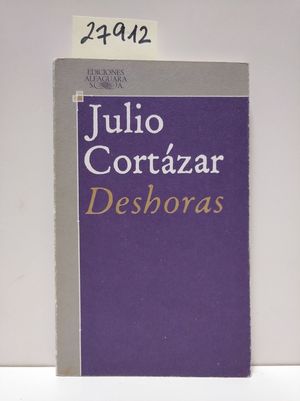 27912
EDICIONES
ALFAGUARA
S.A.
Julio
Cortázar
Deshoras